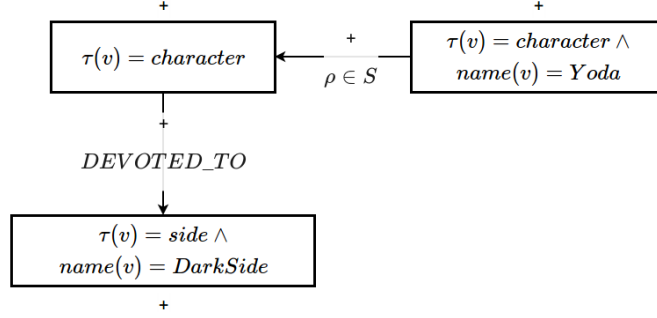 + +
τ(v) = character
+
ρ ∈ S
τ(v) = character ∧
name(v) = Yoda
+
DEVOTED_TO
τ(v) = side ∧
name(v) = DarkSide
+